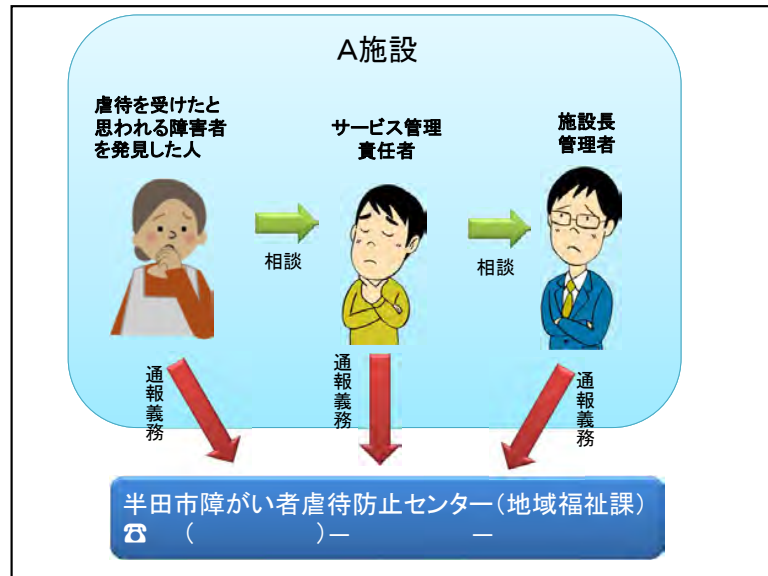 A施設
虐待を受けたと
思われる障害者
を発見した人
サービス管理
責任者
施設長
管理者
相談
相談
通報義務
通報義務
通報義務
半田市障がい者虐待防止センター(地域福祉課)
☎ (　　　　　)―　　　　　―